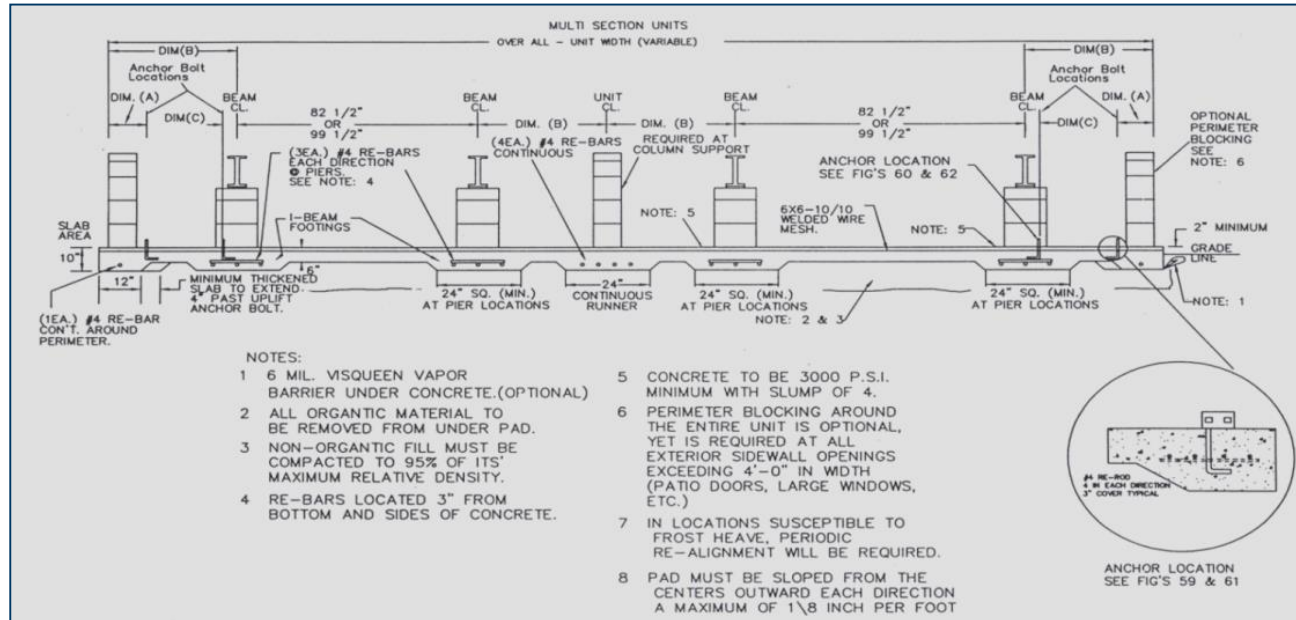 MULTI SECTION UNITS
OVER ALL - UNIT WIDTH (VARIABLE)
DIM(B)
DIM(B)
Anchor Bolt
Locations
Anchor Bolt
Locations
DIM. (A)
DIM(C)
BEAM
CL.
82 1/2"
OR
99 1/2"
BEAM
CL.
DIM. (B)
UNIT
CL.
DIM. (B)
BEAM
CL.
82 1/2"
OR
99 1/2"
BEAM
CL.
DIM(C)
DIM. (A)
(3EA.) #4 RE-BARS
EACH DIRECTION
@ PIERS.
SEE NOTE: 4
(4EA.) #4 RE-BARS
CONTINUOUS
REQUIRED AT
COLUMN SUPPORT
ANCHOR LOCATION
SEE FIG'S 60 & 62
OPTIONAL
PERIMETER
BLOCKING
SEE
NOTE: 6
SLAB
AREA
10"
I-BEAM
FOOTINGS
NOTE: 5
6X6-10/10
WELDED WIRE
MESH.
NOTE: 5
2" MINIMUM
GRADE
LINE
6"
12"
MINIMUM THICKENED
SLAB TO EXTEND
4" PAST UPLIFT
ANCHOR BOLT.
24" SQ. (MIN.)
AT PIER LOCATIONS
24"
CONTINUOUS
RUNNER
24" SQ. (MIN.)
AT PIER LOCATIONS
24" SQ. (MIN.)
AT PIER LOCATIONS
NOTE: 1
NOTE: 2 & 3
(1EA.) #4 RE-BAR
CON'T. AROUND
PERIMETER.
NOTES:
1 6 MIL. VISQUEEN VAPOR
BARRIER UNDER CONCRETE.(OPTIONAL)
2 ALL ORGANTIC MATERIAL TO
BE REMOVED FROM UNDER PAD.
3 NON-ORGANTIC FILL MUST BE
COMPACTED TO 95% OF ITS'
MAXIMUM RELATIVE DENSITY.
4 RE-BARS LOCATED 3" FROM
BOTTOM AND SIDES OF CONCRETE.
5 CONCRETE TO BE 3000 P.S.I.
MINIMUM WITH SLUMP OF 4.
6 PERIMETER BLOCKING AROUND
THE ENTIRE UNIT IS OPTIONAL,
YET IS REQUIRED AT ALL
EXTERIOR SIDEWALL OPENINGS
EXCEEDING 4'-0" IN WIDTH
(PATIO DOORS, LARGE WINDOWS,
ETC.)
7 IN LOCATIONS SUSCEPTIBLE TO
FROST HEAVE, PERIODIC
RE-ALIGNMENT WILL BE REQUIRED.
8 PAD MUST BE SLOPED FROM THE
CENTERS OUTWARD EACH DIRECTION
A MAXIMUM OF 1\8 INCH PER FOOT
#4 RE-ROD
4 IN EACH DIRECTION
3" COVER TYPICAL
ANCHOR LOCATION
SEE FIG'S 59 & 61